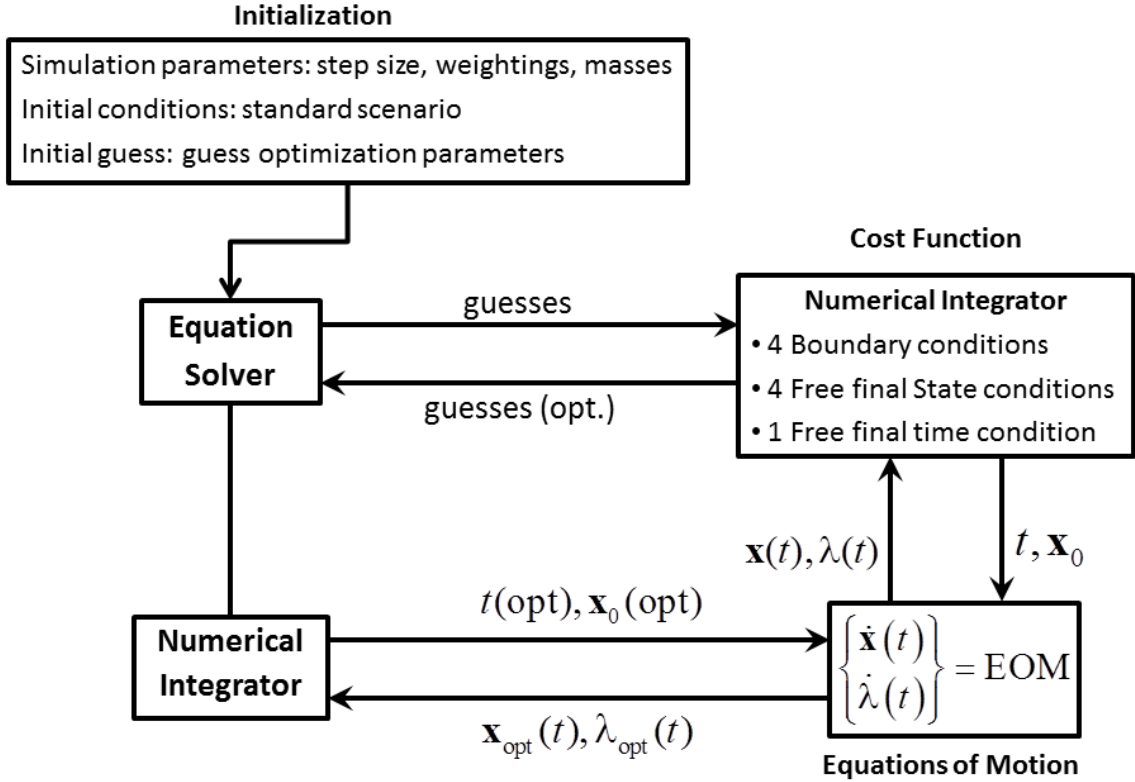 Initialization
Simulation parameters: step size, weightings, masses
Initial conditions: standard scenario
Initial guess: guess optimization parameters
Cost Function
Equation
Solver
guesses
guesses (opt.)
Numerical Integrator
• 4 Boundary conditions
• 4 Free final State conditions
• 1 Free final time condition
x(t), λ(t)
t, x₀
Numerical
Integrator
t(opt), x₀(opt)
x_opt(t), λ_opt(t)
{ẋ(t)
λ̇(t)} = EOM
Equations of Motion